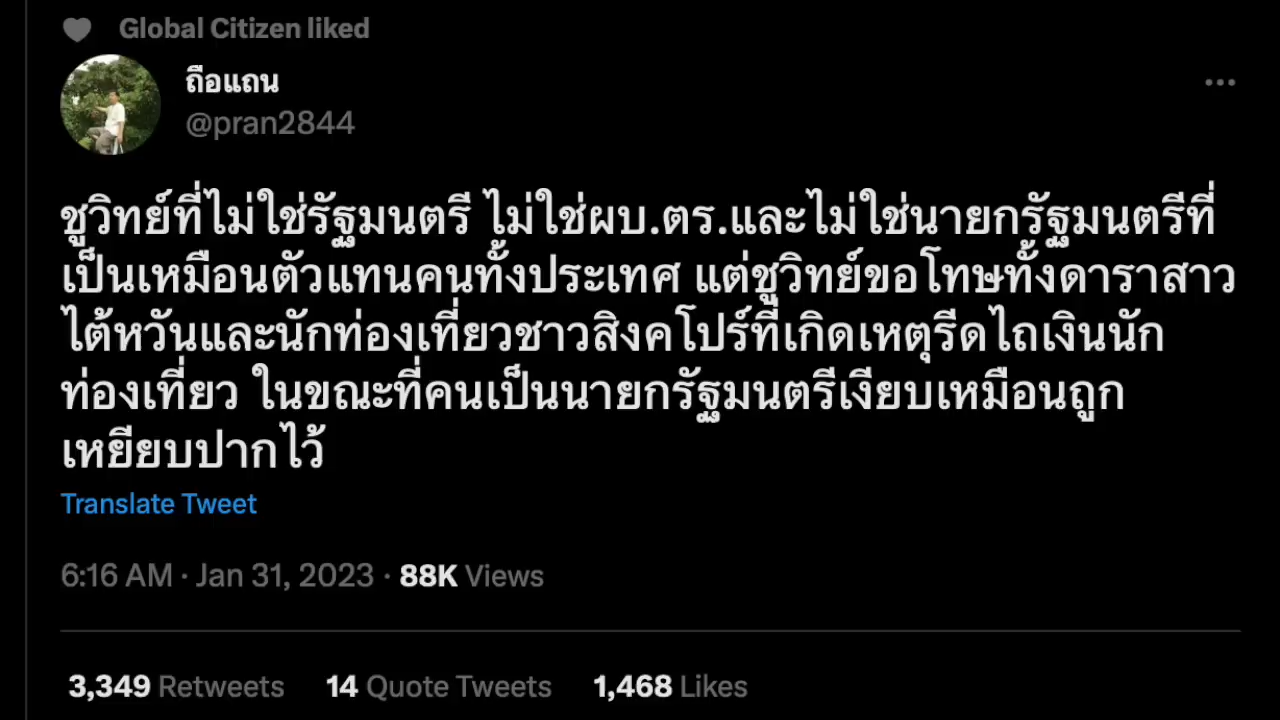 Global Citizen liked
ถือแถน
@pran2844
ชูวิทย์ที่ไม่ใช่รัฐมนตรี ไม่ใช่ผบ.ตร.และไม่ใช่นายกรัฐมนตรีที่
เป็นเหมือนตัวแทนคนทั้งประเทศ แต่ชูวิทย์ขอโทษทั้งดาราสาว
ไต้หวันและนักท่องเที่ยวชาวสิงคโปร์ที่เกิดเหตุรีดไถเงินนัก
ท่องเที่ยว ในขณะที่คนเป็นนายกรัฐมนตรีเงียบเหมือนถูก
เหยียบปากไว้
Translate Tweet
6:16 AM · Jan 31, 2023 · 88K Views
3,349 Retweets 14 Quote Tweets 1,468 Likes